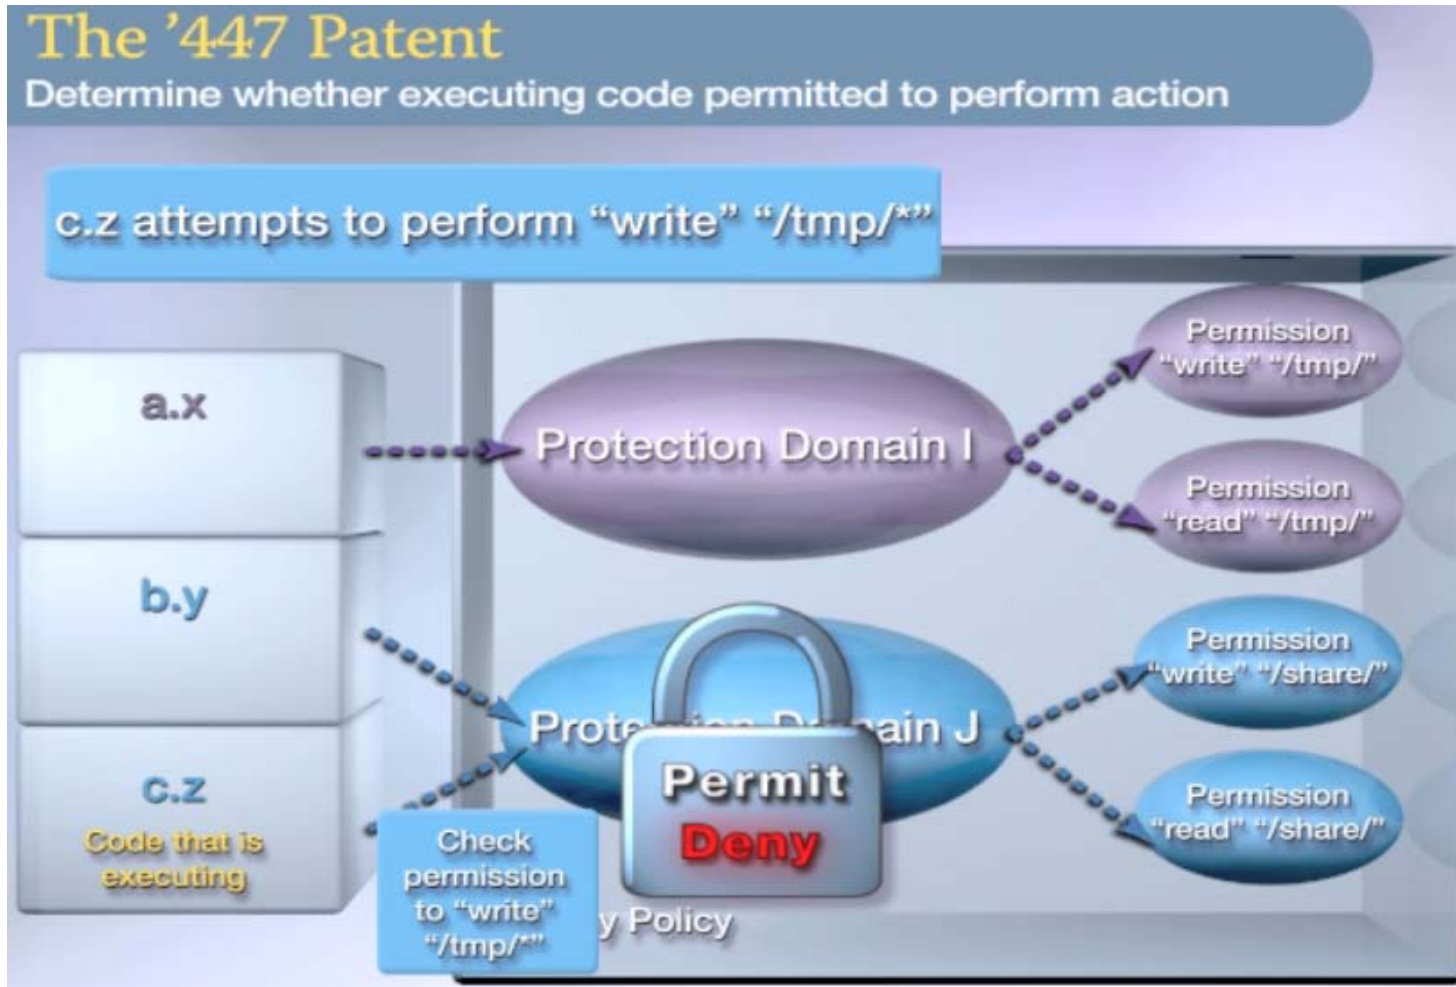 The ’447 Patent
Determine whether executing code permitted to perform action
c.z attempts to perform “write” “/tmp/*”
a.x
b.y
c.z
Code that is
executing
Protection Domain I
Permission
“write” “/tmp/”
Permission
“read” “/tmp/”
Domain J
Permission
“write” “/share/”
Permission
“read” “/share/”
Permit
Deny
Check
permission
to “write”
“/tmp/*”
y Policy